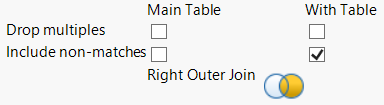 Main Table With Table
Drop multiples
Include non-matches
Right Outer Join